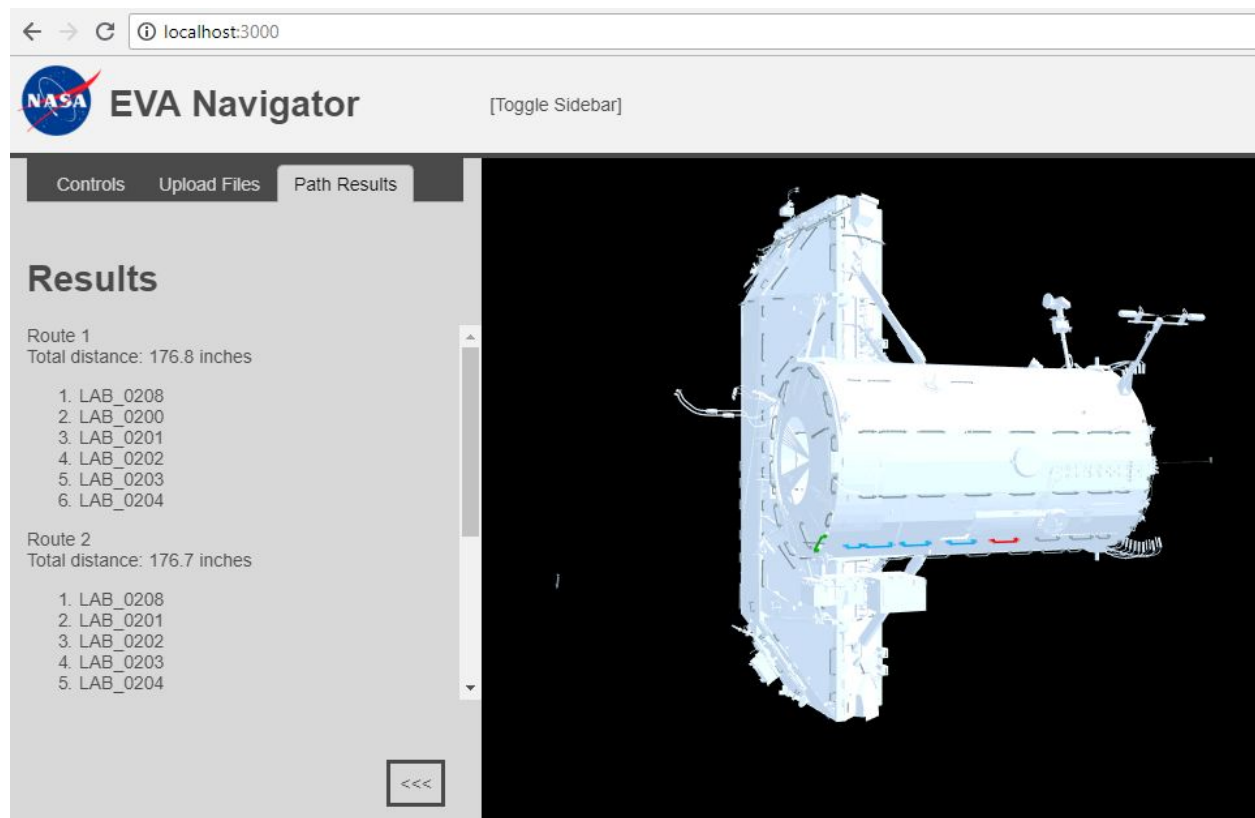 localhost:3000
NASA
EVA Navigator
[Toggle Sidebar]
Controls
Upload Files
Path Results
Results
Route 1
Total distance: 176.8 inches
1. LAB_0208
2. LAB_0200
3. LAB_0201
4. LAB_0202
5. LAB_0203
6. LAB_0204
Route 2
Total distance: 176.7 inches
1. LAB_0208
2. LAB_0201
3. LAB_0202
4. LAB_0203
5. LAB_0204
<<<